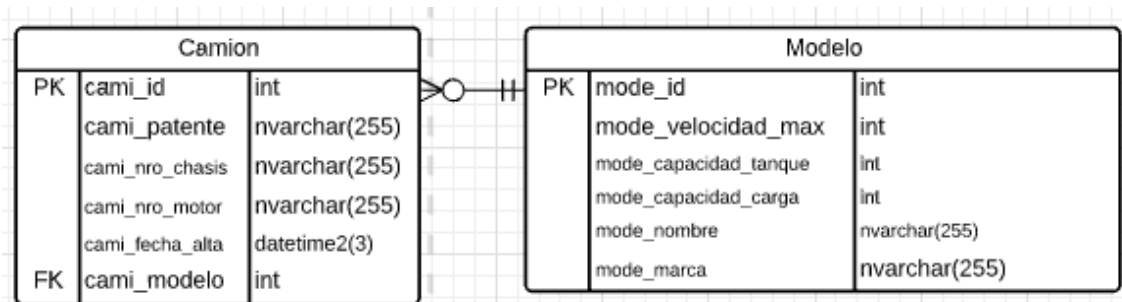 Camion
PK cami_id int
cami_patente nvarchar(255)
cami_nro_chasis nvarchar(255)
cami_nro_motor nvarchar(255)
cami_fecha_alta datetime2(3)
FK cami_modelo int
Modelo
PK mode_id int
mode_velocidad_max int
mode_capacidad_tanque int
mode_capacidad_carga int
mode_nombre nvarchar(255)
mode_marca nvarchar(255)